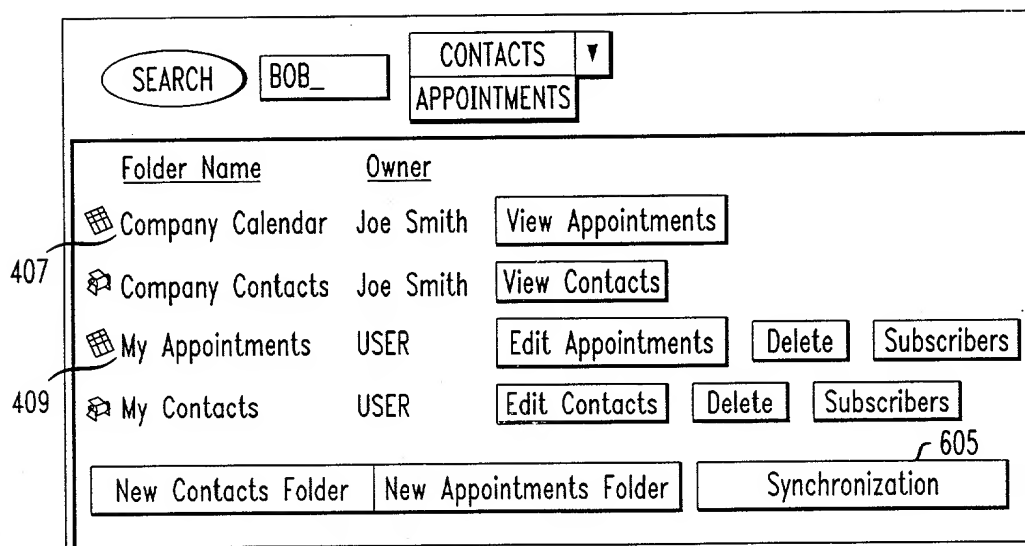 SEARCH BOB_ CONTACTS ▼
APPOINTMENTS
Folder Name Owner
Company Calendar Joe Smith View Appointments
407
Company Contacts Joe Smith View Contacts
My Appointments USER Edit Appointments Delete Subscribers
409
My Contacts USER Edit Contacts Delete Subscribers
605
New Contacts Folder New Appointments Folder Synchronization